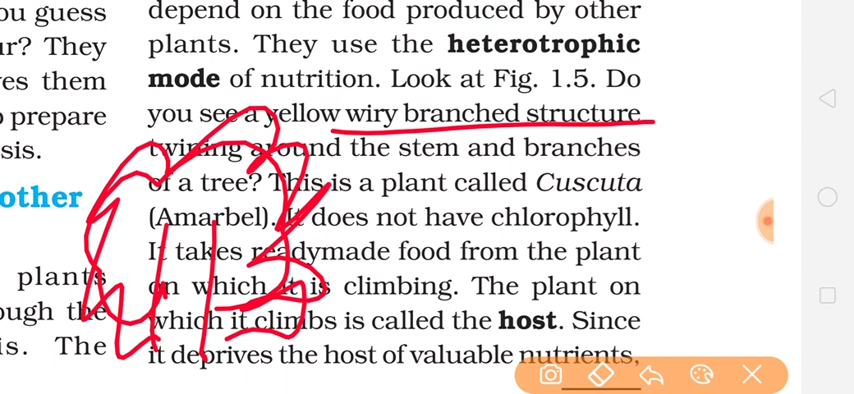 ou guess
ur? They
ves them
prepare
sis.
other
plants
ough the
is. The
depend on the food produced by other
plants. They use the heterotrophic
mode of nutrition. Look at Fig. 1.5. Do
you see a yellow wiry branched structure
twining around the stem and branches
of a tree? This is a plant called Cuscuta
(Amarbel). It does not have chlorophyll.
It takes readymade food from the plant
on which it is climbing. The plant on
which it climbs is called the host. Since
it deprives the host of valuable nutrients,